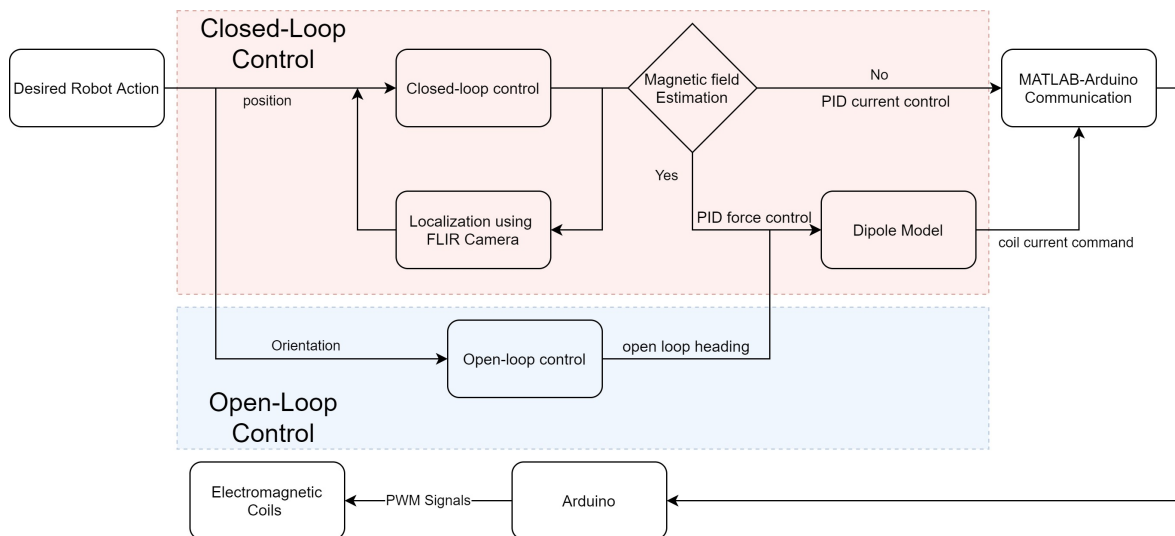 Closed-Loop
Control
Desired Robot Action
position
Closed-loop control
Magnetic field
Estimation
No
PID current control
MATLAB-Arduino
Communication
Localization using
FLIR Camera
Yes
PID force control
Dipole Model
coil current command
Orientation
Open-loop control
open loop heading
Open-Loop
Control
Electromagnetic
Coils
PWM Signals
Arduino